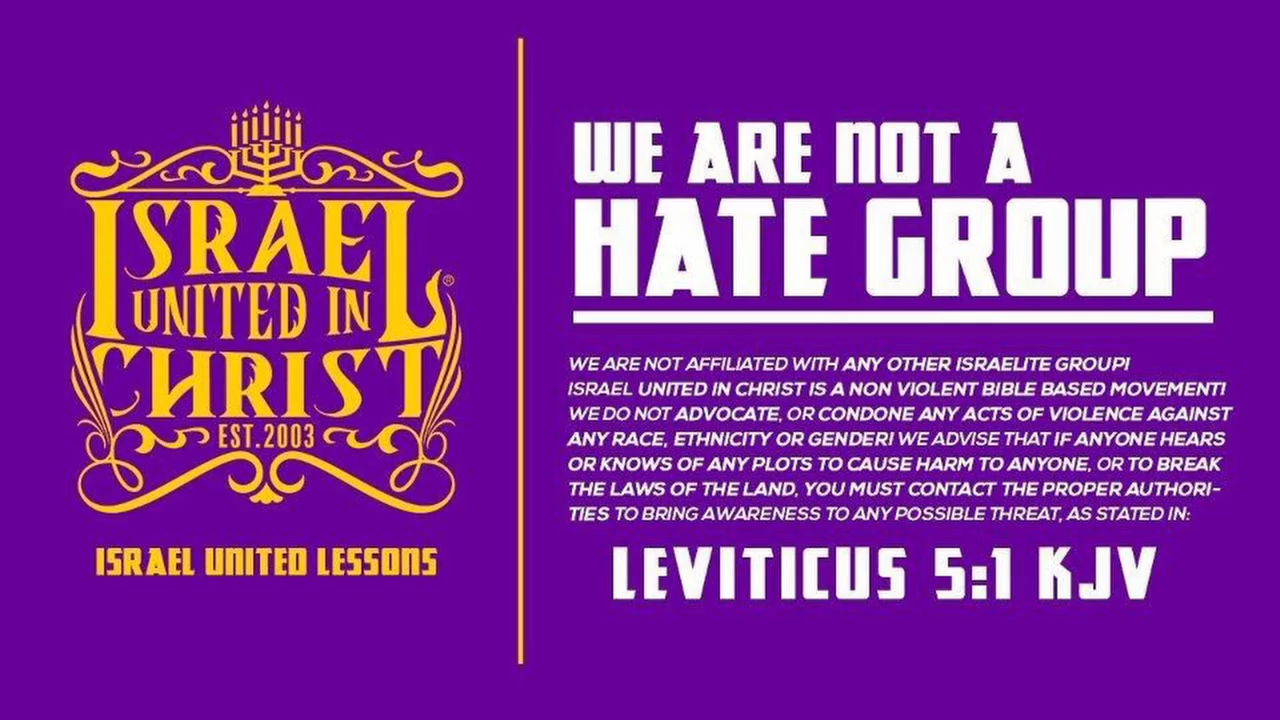 ISRAEL
UNITED IN
CHRIST
®
EST.2003
ISRAEL UNITED LESSONS
WE ARE NOT A
HATE GROUP
WE ARE NOT AFFILIATED WITH ANY OTHER ISRAELITE GROUP!
ISRAEL UNITED IN CHRIST IS A NON VIOLENT BIBLE BASED MOVEMENT!
WE DO NOT ADVOCATE, OR CONDONE ANY ACTS OF VIOLENCE AGAINST
ANY RACE, ETHNICITY OR GENDER! WE ADVISE THAT IF ANYONE HEARS
OR KNOWS OF ANY PLOTS TO CAUSE HARM TO ANYONE, OR TO BREAK
THE LAWS OF THE LAND, YOU MUST CONTACT THE PROPER AUTHORI-
TIES TO BRING AWARENESS TO ANY POSSIBLE THREAT, AS STATED IN:
LEVITICUS 5:1 KJV